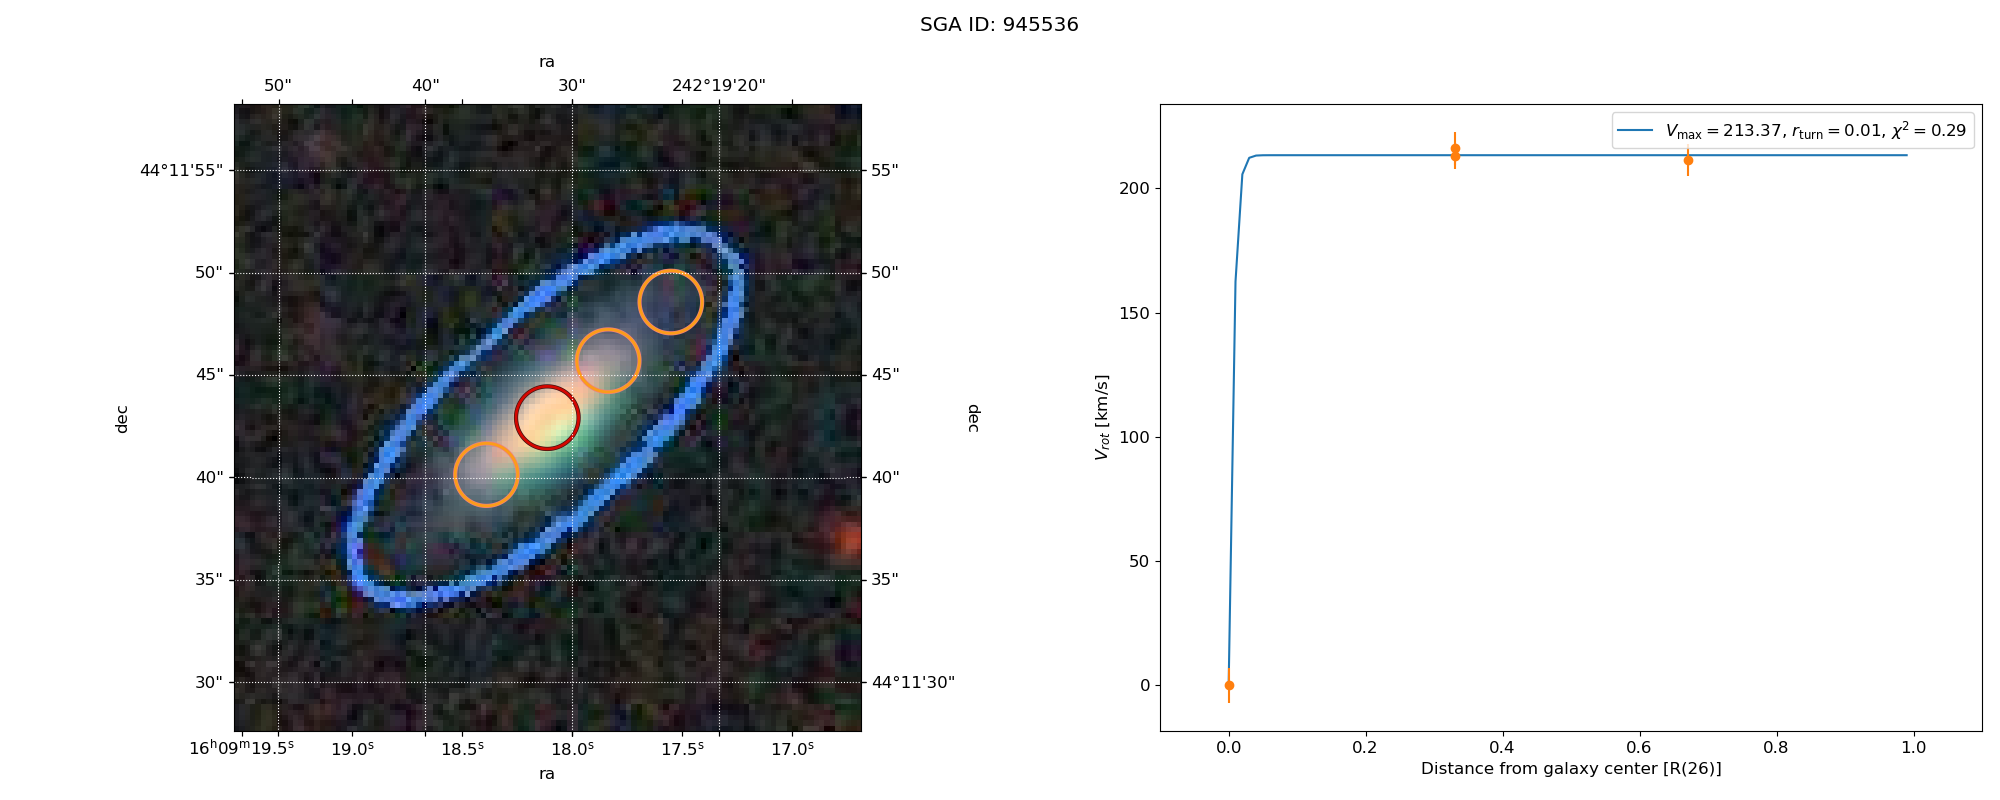 SGA ID: 945536
ra
50" 40" 30" 242°19'20"
44°11'55" 55"
50" 50"
45" 45"
dec dec
40" 40"
35" 35"
30" 44°11'30"
16ʰ09ᵐ19.5ˢ 19.0ˢ 18.5ˢ 18.0ˢ 17.5ˢ 17.0ˢ
ra
V_max = 213.37, r_turn = 0.01, χ² = 0.29
200
150
100
50
0
V_rot [km/s]
0.0 0.2 0.4 0.6 0.8 1.0
Distance from galaxy center [R(26)]